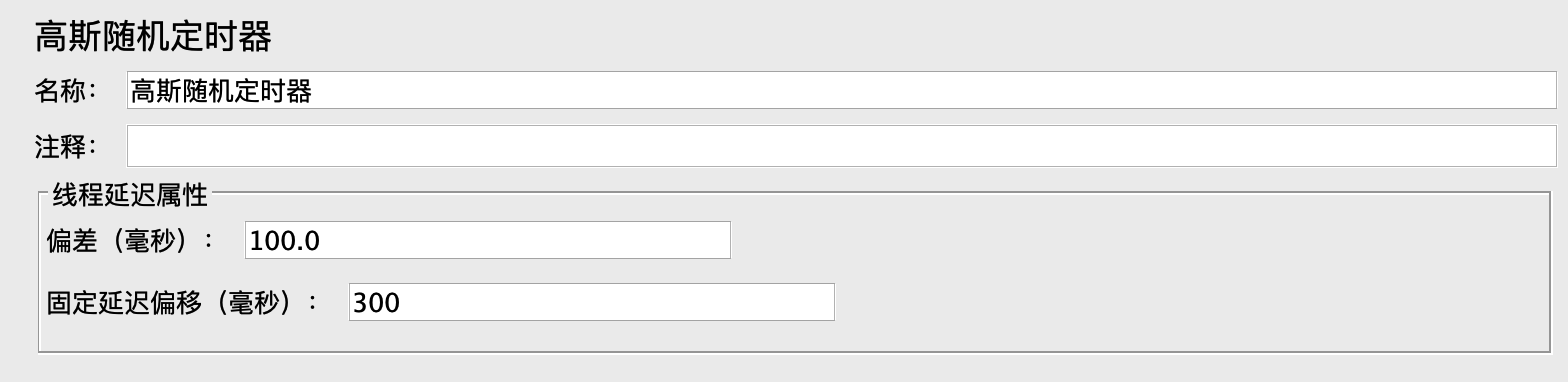 高斯随机定时器
名称： 高斯随机定时器
注释：
线程延迟属性
偏差（毫秒）： 100.0
固定延迟偏移（毫秒）： 300